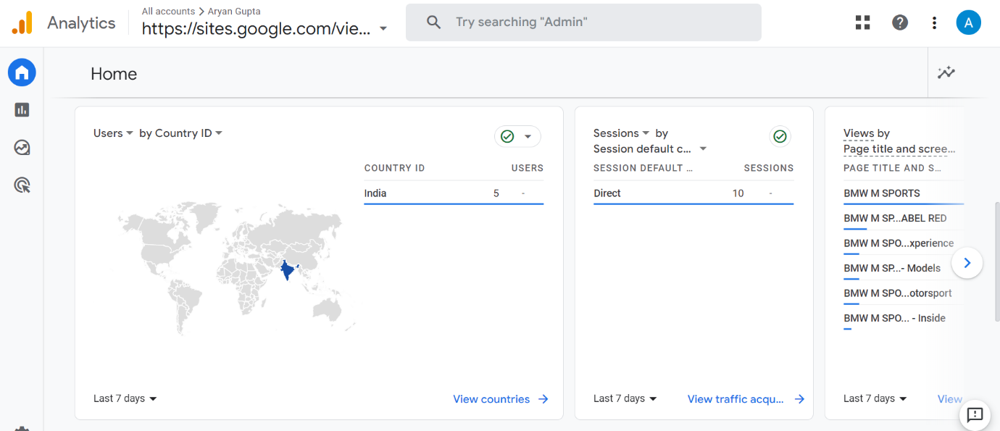 Analytics
All accounts > Aryan Gupta
https://sites.google.com/vie...
Try searching "Admin"
A
Home
Users by Country ID
COUNTRY ID USERS
India 5 -
Last 7 days
View countries
Sessions by
Session default c...
SESSION DEFAULT ... SESSIONS
Direct 10 -
Last 7 days
View traffic acqu...
Views by
Page title and scree...
PAGE TITLE AND S...
BMW M SPORTS
BMW M SP...ABEL RED
BMW M SPO...xperience
BMW M SP...- Models
BMW M SPO...otorsport
BMW M SPO... - Inside
Last 7 days
View